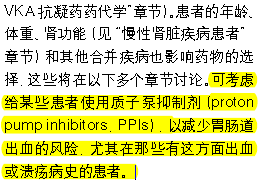 VKA 抗凝药药代学”章节)。患者的年龄、
体重、肾功能 (见“慢性肾脏疾病患者”
章节) 和其他合并疾病也影响药物的选
择，这些将在以下多个章节讨论。可考虑
给某些患者使用质子泵抑制剂 (proton
pump inhibitors, PPIs)，以减少胃肠道
出血的风险，尤其在那些有这方面出血
或溃疡病史的患者。